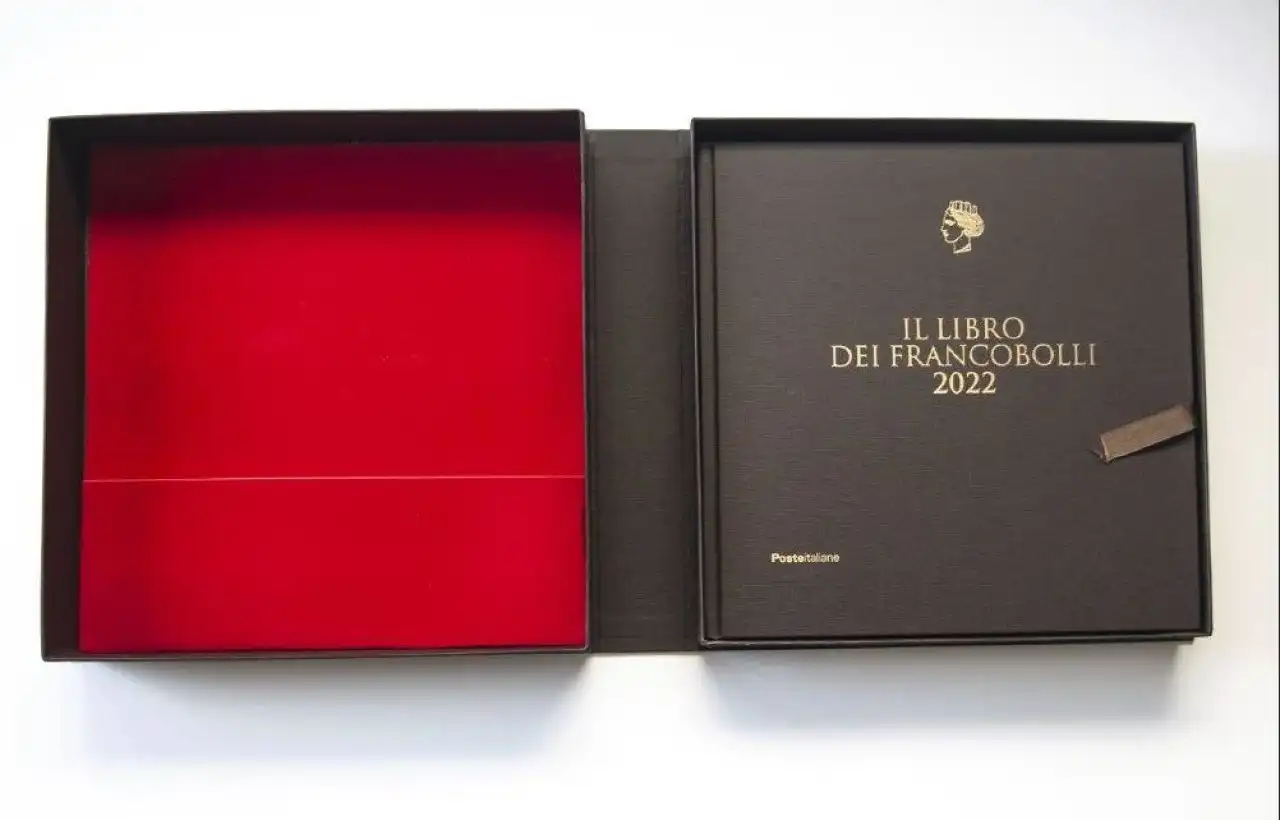 IL LIBRO
DEI FRANCOBOLLI
2022
Posteitaliane